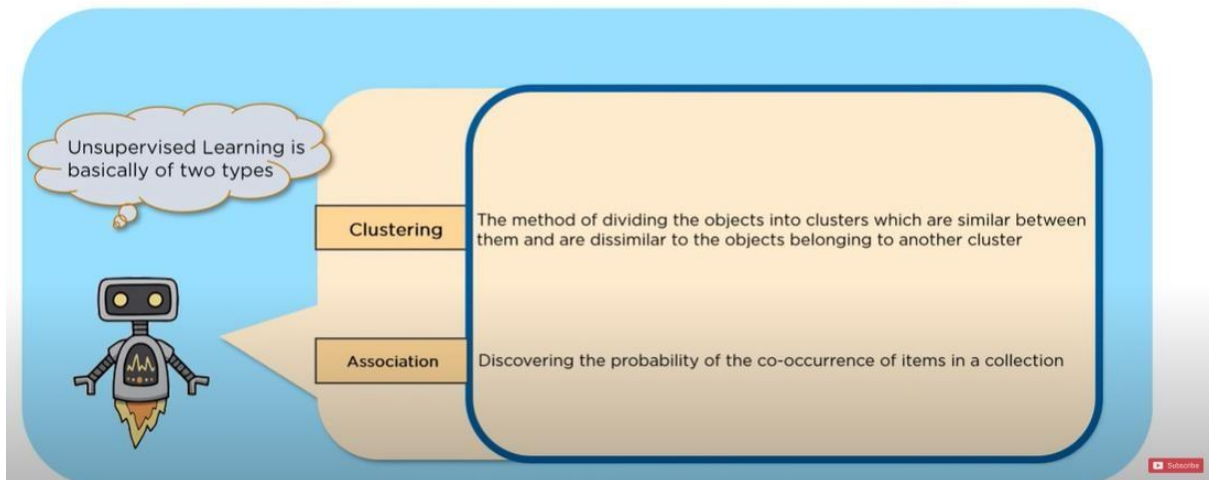 Unsupervised Learning is
basically of two types
Clustering
The method of dividing the objects into clusters which are similar between
them and are dissimilar to the objects belonging to another cluster
Association
Discovering the probability of the co-occurrence of items in a collection
Subscribe